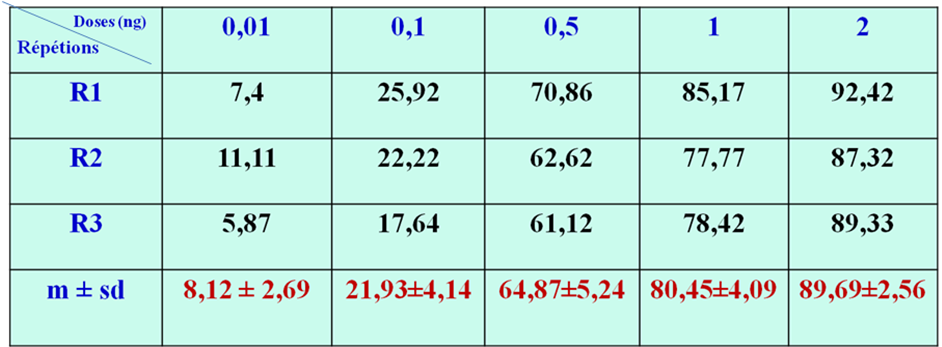 Doses (ng)
Répétions
0,01 0,1 0,5 1 2
R1 7,4 25,92 70,86 85,17 92,42
R2 11,11 22,22 62,62 77,77 87,32
R3 5,87 17,64 61,12 78,42 89,33
m ± sd 8,12 ± 2,69 21,93±4,14 64,87±5,24 80,45±4,09 89,69±2,56